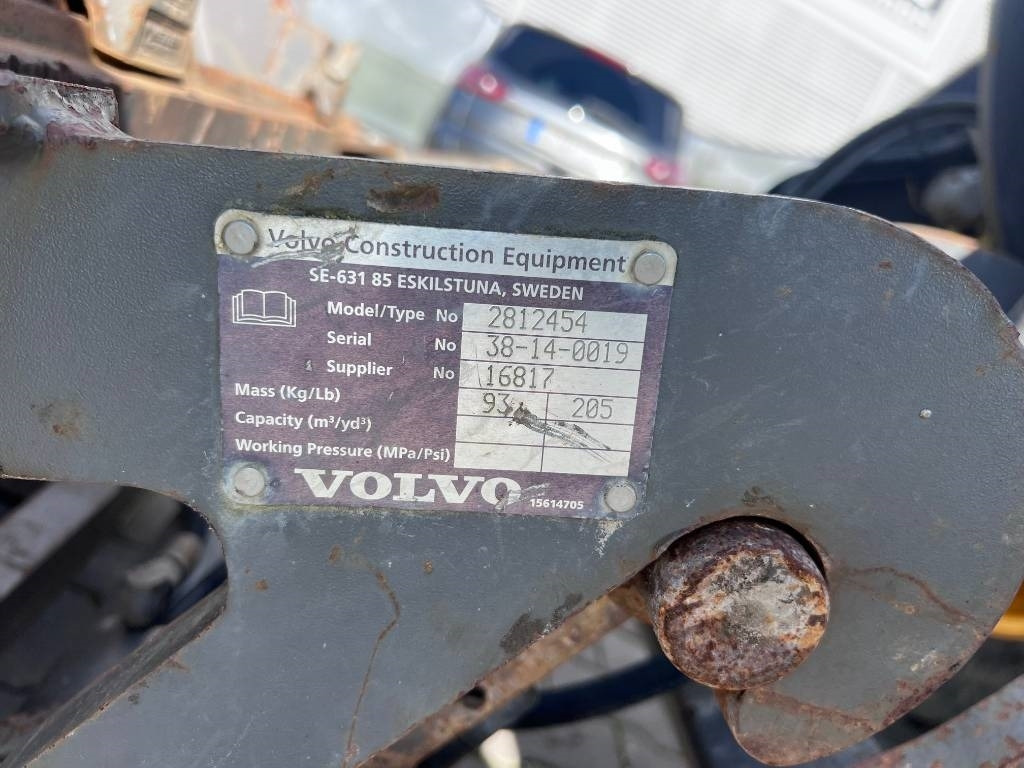 Volvo Construction Equipment
SE-631 85 ESKILSTUNA, SWEDEN
Model/Type No 2812454
Serial No 38-14-0019
Supplier No 16817
Mass (Kg/Lb) 93 205
Capacity (m³/yd³)
Working Pressure (MPa/Psi)
VOLVO 15614705